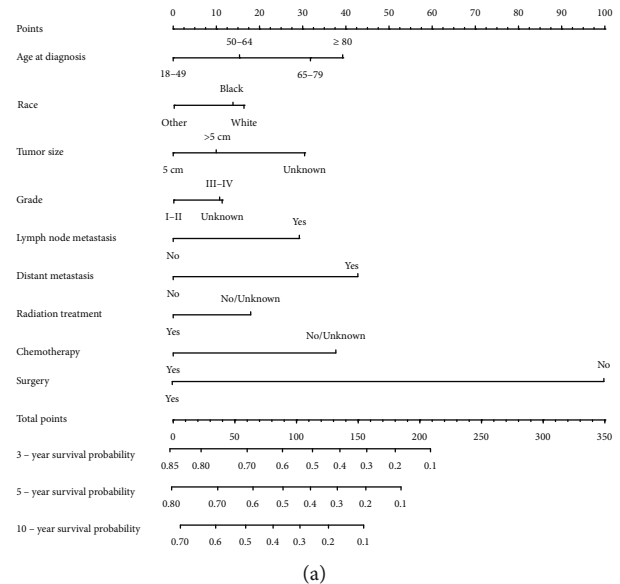 0 10 20 30 40 50 60 70 80 90 100
Points
50–64 ≥ 80
Age at diagnosis
18–49 65–79
Black
Race
Other White
>5 cm
Tumor size
5 cm Unknown
III–IV
Grade
I–II Unknown
Yes
Lymph node metastasis
No
Yes
Distant metastasis
No
No/Unknown
Radiation treatment
Yes
No/Unknown
Chemotherapy
Yes
No
Surgery
Yes
Total points
0 50 100 150 200 250 300 350
3 – year survival probability
0.85 0.80 0.70 0.6 0.5 0.4 0.3 0.2 0.1
5 – year survival probability
0.80 0.70 0.6 0.5 0.4 0.3 0.2 0.1
10 – year survival probability
0.70 0.6 0.5 0.4 0.3 0.2 0.1
(a)